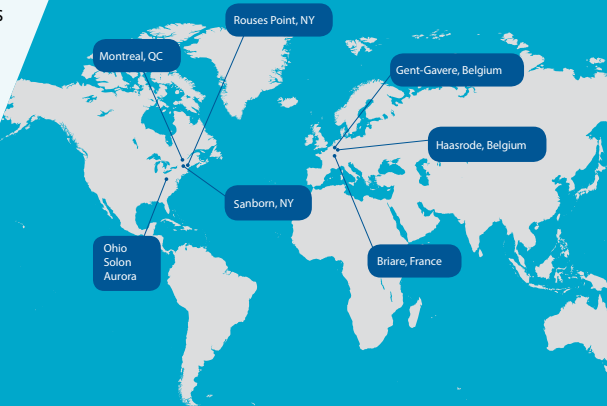 s
Rouses Point, NY
Montreal, QC
Gent-Gavere, Belgium
Haasrode, Belgium
Sanborn, NY
Ohio
Solon
Aurora
Briare, France